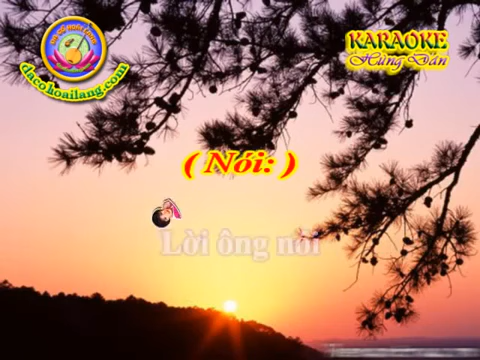 dacohoailang.com
KARAOKE
Hùng Dân
( Nói: )
Lời ông nói